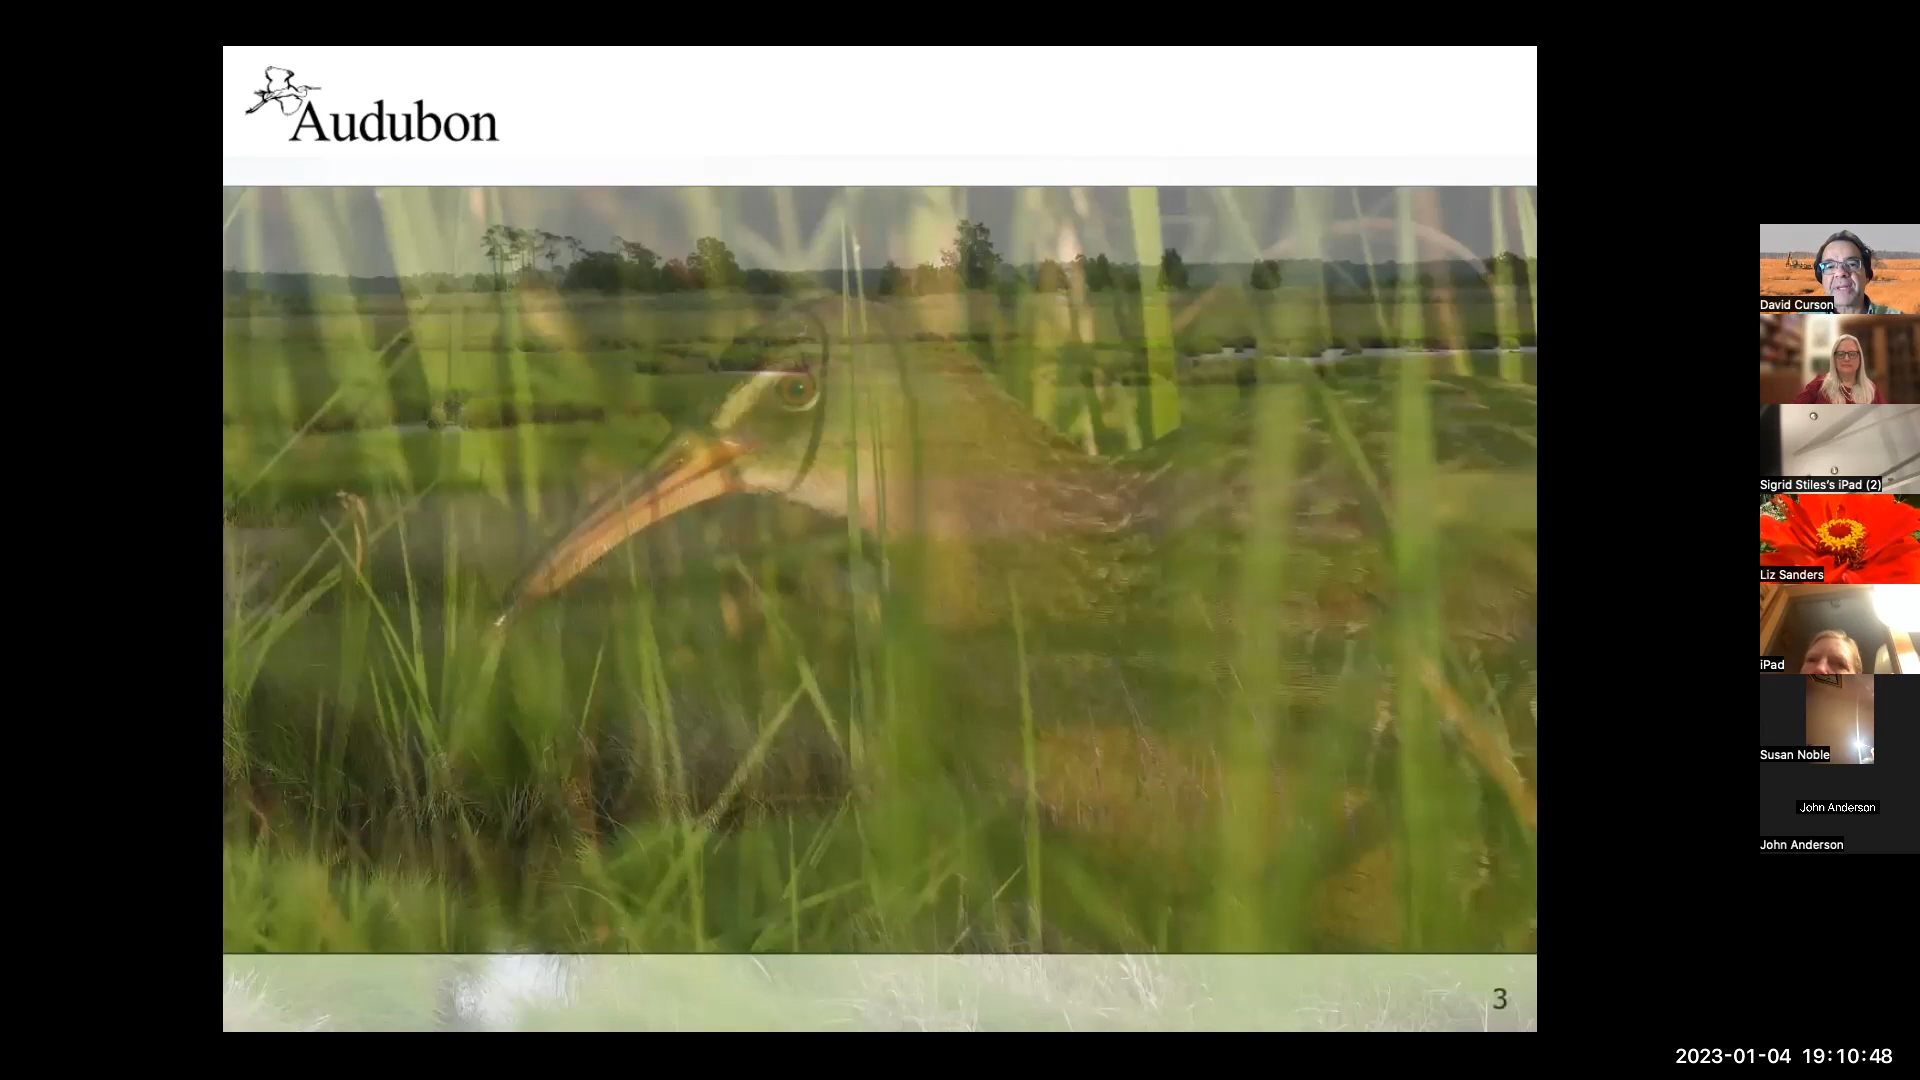 Audubon
3
David Curson
Sigrid Stiles's iPad (2)
Liz Sanders
iPad
Susan Noble
John Anderson
John Anderson
2023-01-04 19:10:48